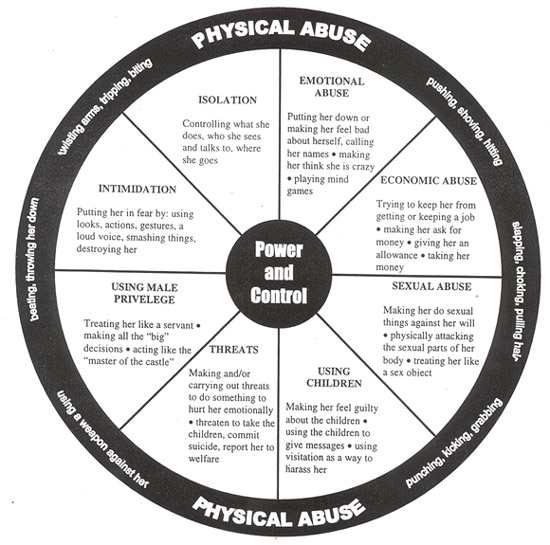 PHYSICAL ABUSE
pushing, shoving, hitting
slapping, choking, pulling hair
punching, kicking, grabbing
PHYSICAL ABUSE
using a weapon against her
beating, throwing her down
twisting arms, tripping, biting
Power
and
Control
EMOTIONAL
ABUSE
Putting her down or
making her feel bad
about herself, calling
her names • making
her think she is crazy
• playing mind
games
ECONOMIC ABUSE
Trying to keep her from
getting or keeping a job
• making her ask for
money • giving her an
allowance • taking her
money
SEXUAL ABUSE
Making her do sexual
things against her will
• physically attacking
the sexual parts of her
body • treating her like
a sex object
USING
CHILDREN
Making her feel guilty
about the children •
using the children to
give messages • using
visitation as a way to
harass her
THREATS
Making and/or
carrying out threats
to do something to
hurt her emotionally
• threaten to take the
children, commit
suicide, report her to
welfare
USING MALE
PRIVELEGE
Treating her like a servant •
making all the "big"
decisions • acting like the
"master of the castle"
INTIMIDATION
Putting her in fear by: using
looks, actions, gestures, a
loud voice, smashing things,
destroying her
ISOLATION
Controlling what she
does, who she sees
and talks to, where
she goes